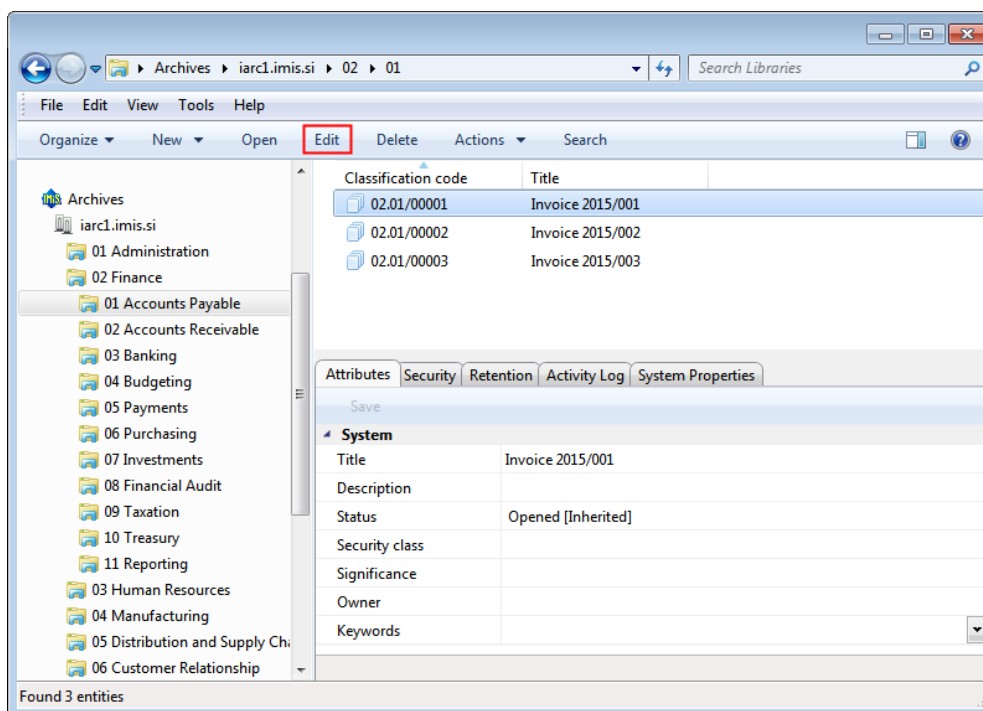 Archives iarc1.imis.si 02 01 Search Libraries
File Edit View Tools Help
Organize New Open Edit Delete Actions Search
Archives
iarc1.imis.si
01 Administration
02 Finance
01 Accounts Payable
02 Accounts Receivable
03 Banking
04 Budgeting
05 Payments
06 Purchasing
07 Investments
08 Financial Audit
09 Taxation
10 Treasury
11 Reporting
03 Human Resources
04 Manufacturing
05 Distribution and Supply Cha
06 Customer Relationship
Classification code Title
02.01/00001 Invoice 2015/001
02.01/00002 Invoice 2015/002
02.01/00003 Invoice 2015/003
Attributes Security Retention Activity Log System Properties
Save
System
Title Invoice 2015/001
Description
Status Opened [Inherited]
Security class
Significance
Owner
Keywords
Found 3 entities